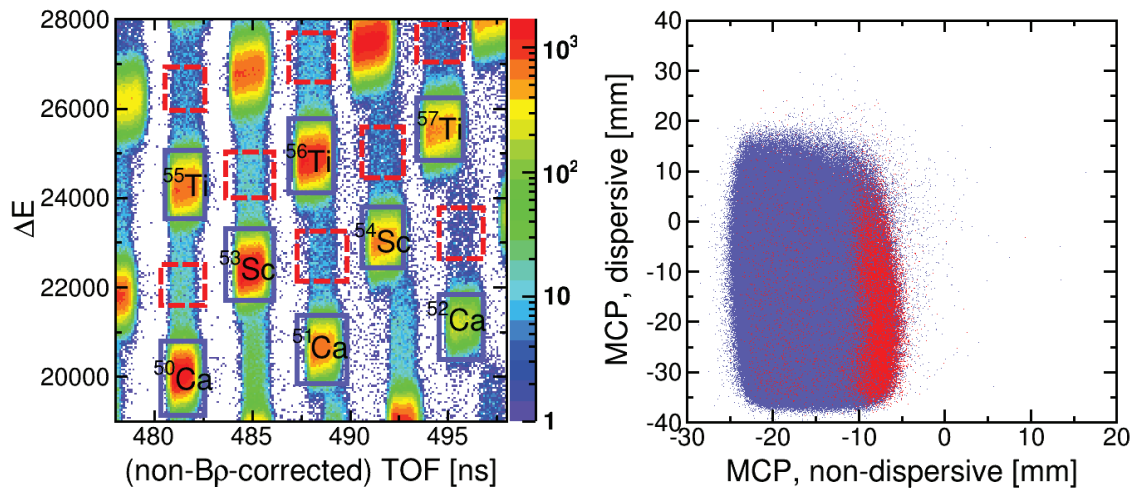 28000
26000
24000
22000
20000
ΔE
480
485
490
495
(non-Bρ-corrected) TOF [ns]
⁵⁷Ti
⁵⁶Ti
⁵⁵Ti
⁵⁴Sc
⁵³Sc
⁵²Ca
⁵¹Ca
⁵⁰Ca
10³
10²
10
1
40
30
20
10
0
-10
-20
-30
40
MCP, dispersive [mm]
-30
-20
-10
0
10
20
MCP, non-dispersive [mm]